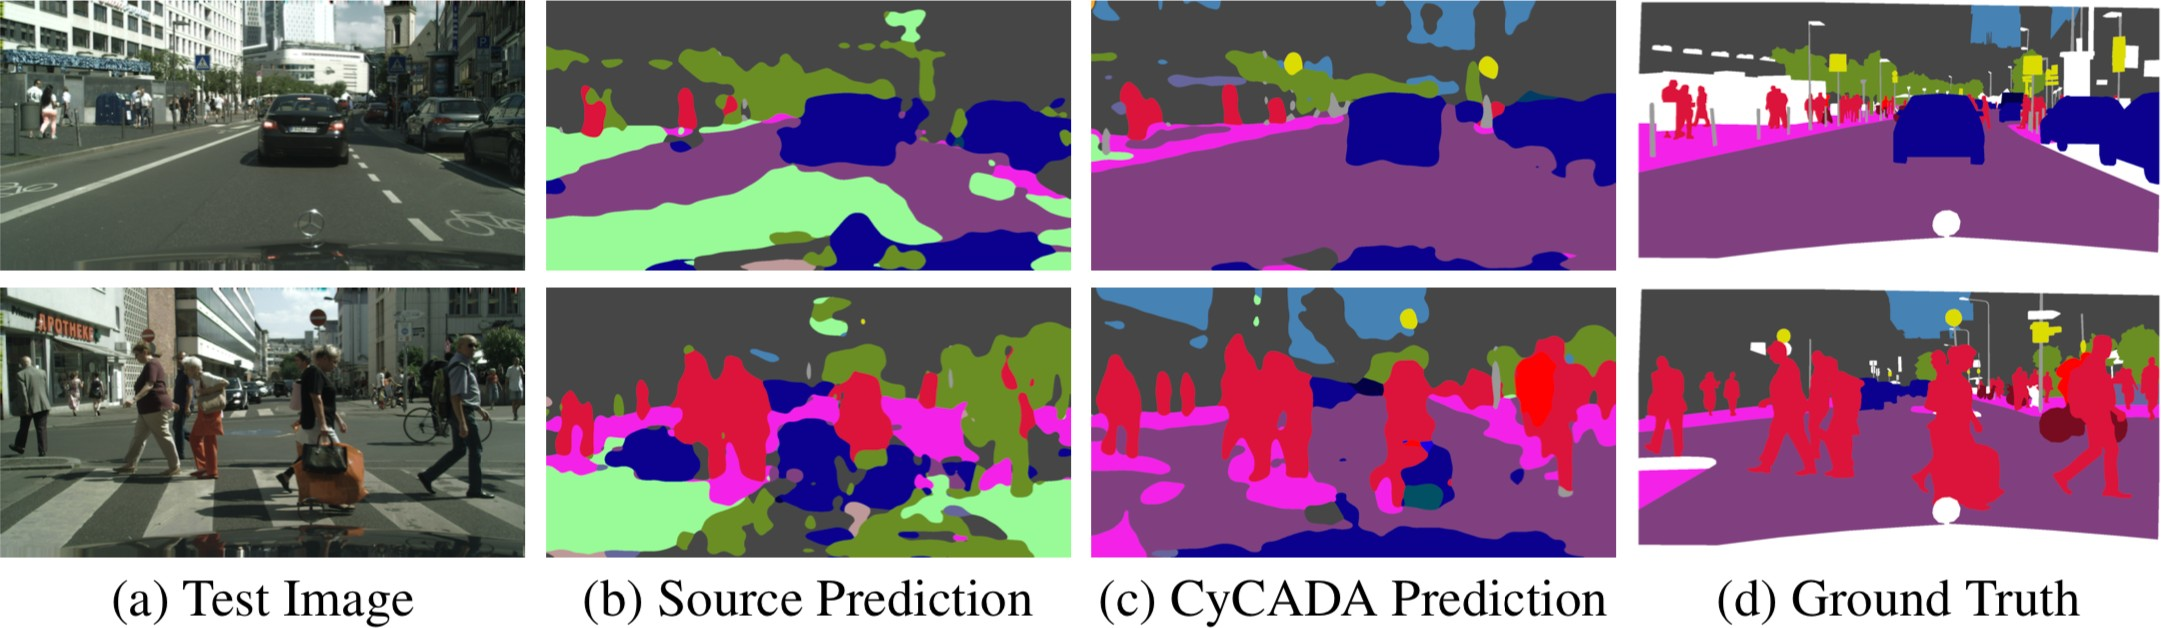 APOTHEKE
(a) Test Image
(b) Source Prediction
(c) CyCADA Prediction
(d) Ground Truth